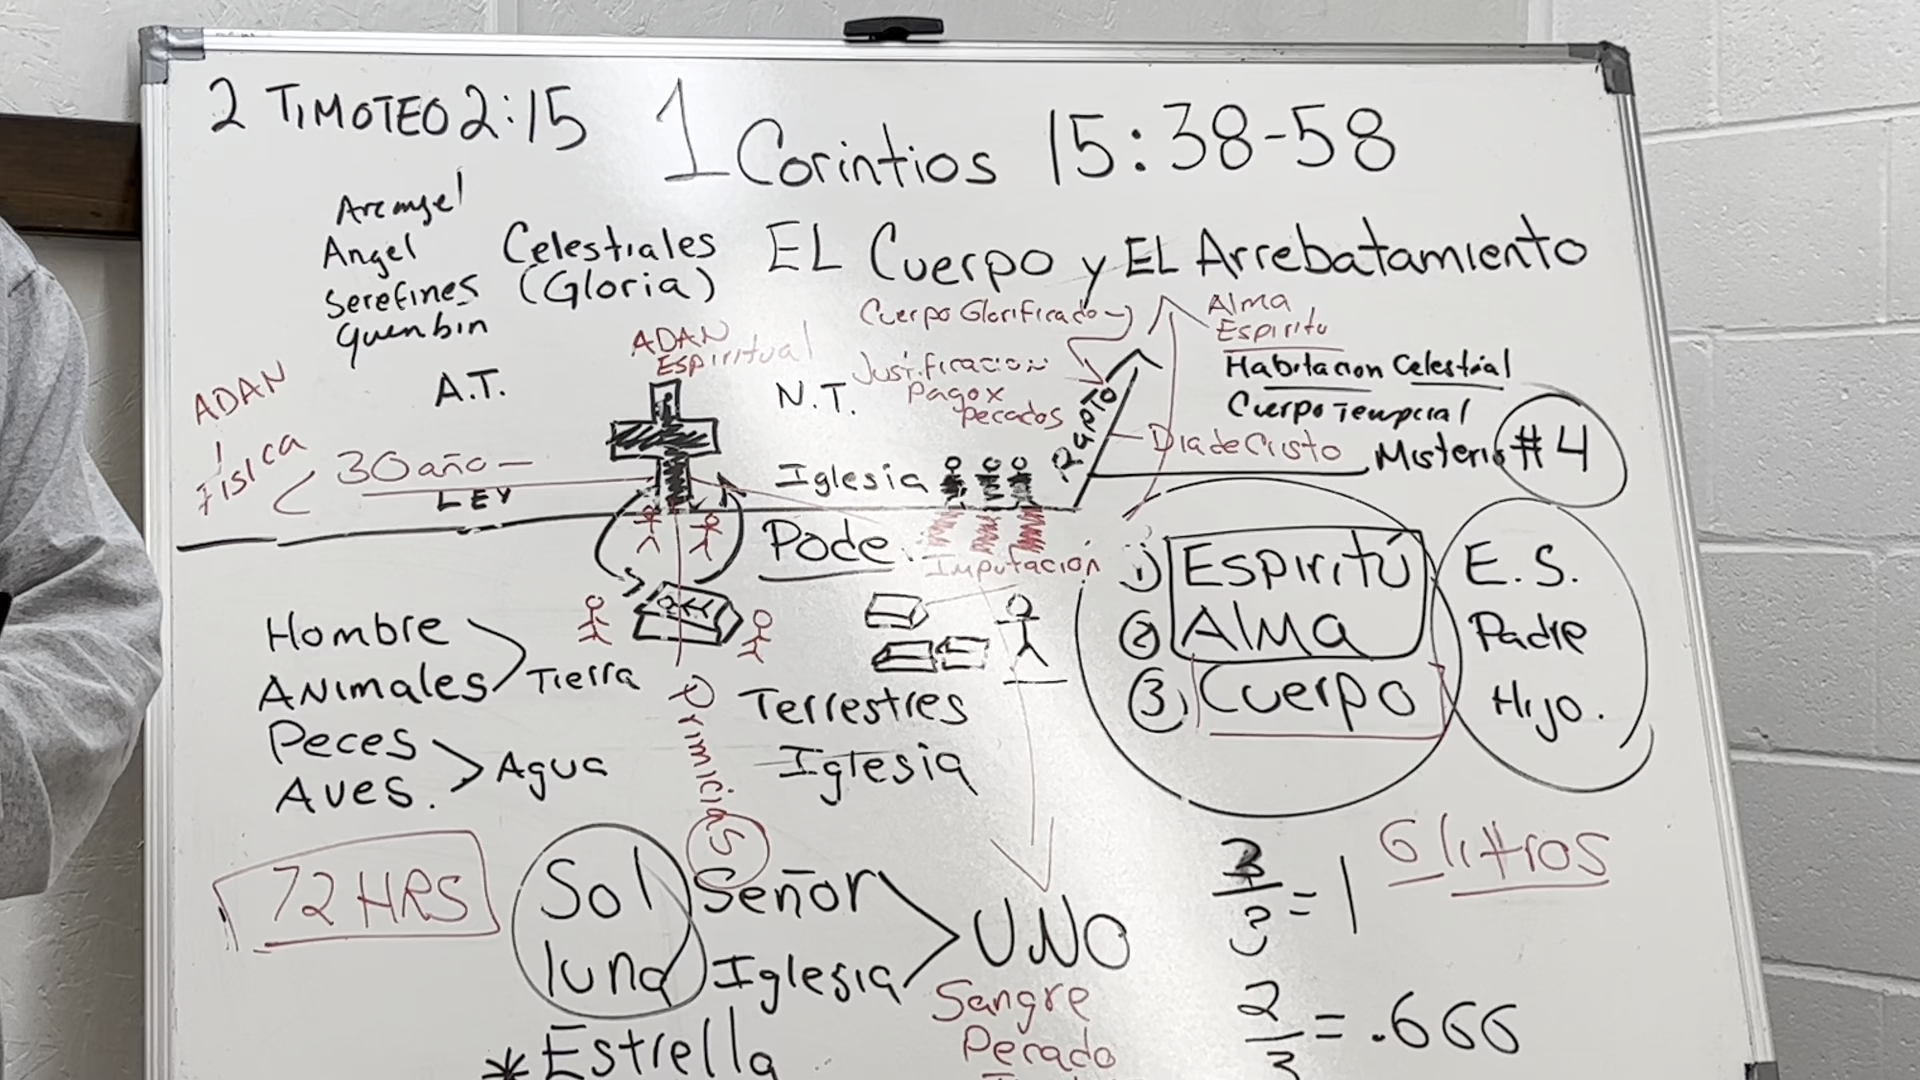 2 TIMOTEO 2:15
1 Corintios 15:38-58
Arcangel
Angel
Serefines
Querubin
Celestiales
(Gloria)
EL Cuerpo y EL Arrebatamiento
Cuerpo Glorificado
Alma
Espiritu
Habitacion Celestial
Cuerpo Temporal
Misterio #4
ADAN
Fisica
A.T.
30 año
LEY
ADAN
Espiritual
N.T.
Justificacion
Pago x
Pecados
Rapto
Dia de Cristo
Iglesia
Pode
Imputacion
Hombre
ANimales
Tierra
Peces
Aves.
Agua
Primicias
Terrestres
Iglesia
1) Espiritú
2) Alma
3) Cuerpo
E.S.
Padre
Hijo.
72 HRS
Sol
luna
Señor
Iglesia
UNO
Sangre
Pecado
* Estrella
3/3 = 1
6 litros
2/3 = .666